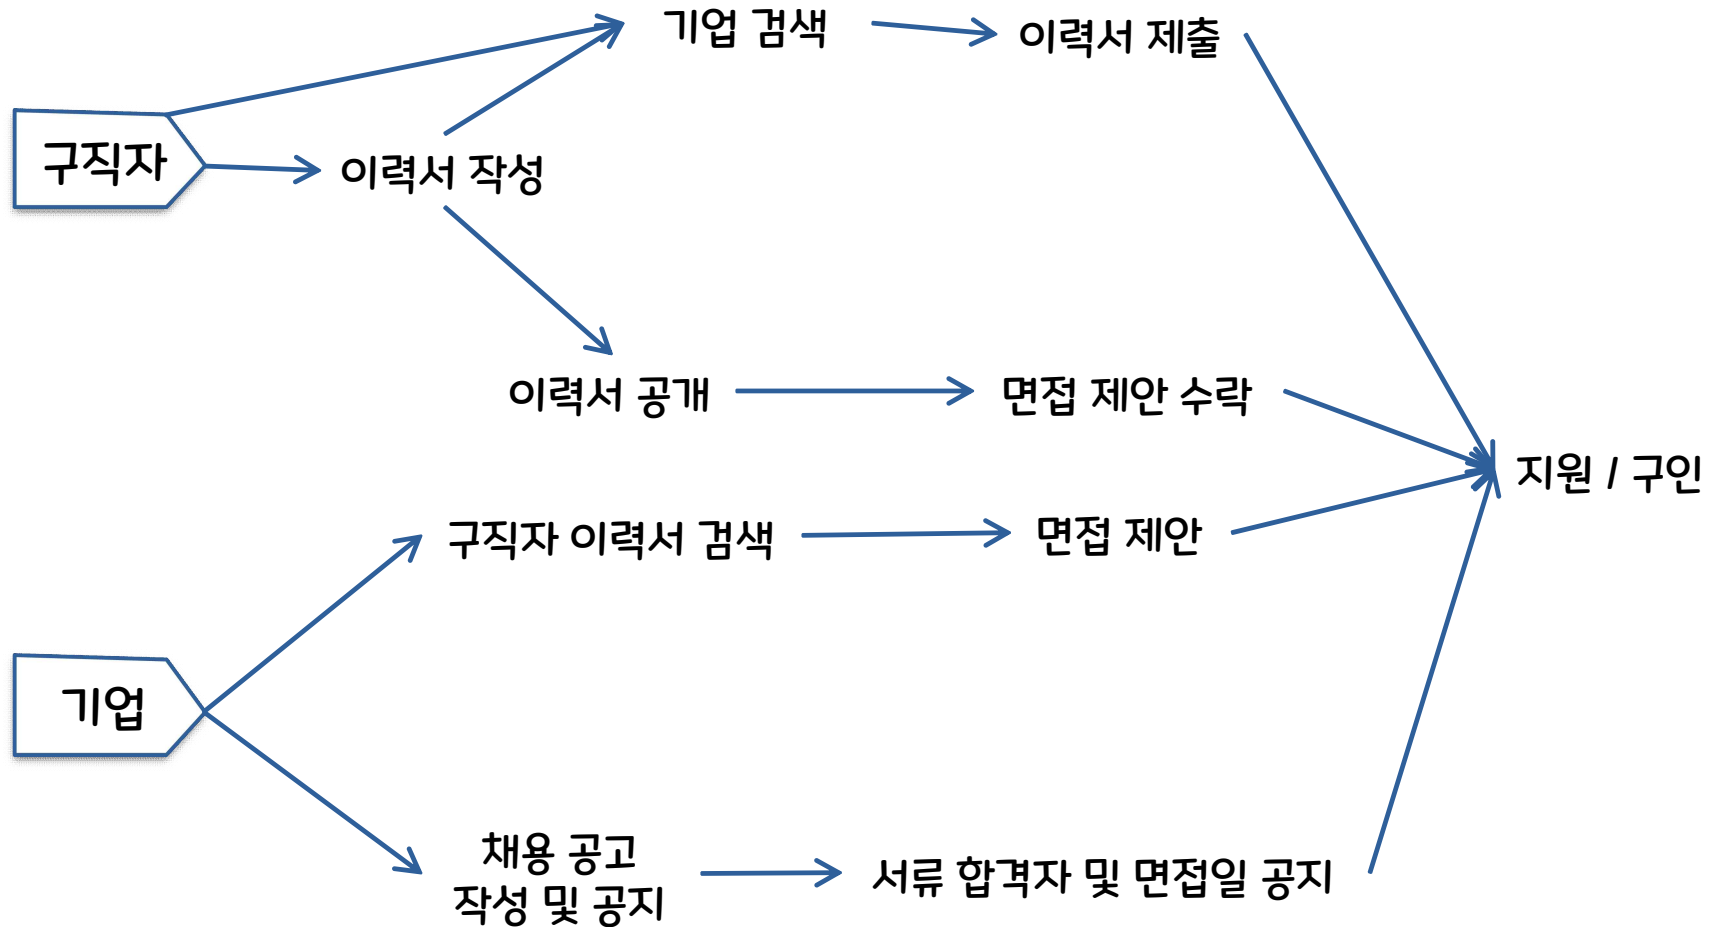 기업 검색
이력서 제출
구직자
이력서 작성
이력서 공개
면접 제안 수락
지원 / 구인
구직자 이력서 검색
면접 제안
기업
채용 공고
작성 및 공지
서류 합격자 및 면접일 공지